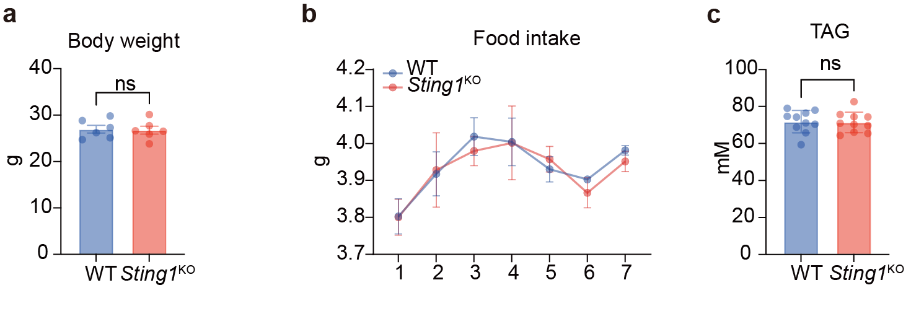 a
Body weight
40
30
20
10
0
g
ns
WT Sting1KO
b
Food intake
WT
Sting1KO
4.2
4.1
4.0
3.9
3.8
3.7
g
1 2 3 4 5 6 7
c
TAG
100
80
60
40
20
0
mM
ns
WT Sting1KO